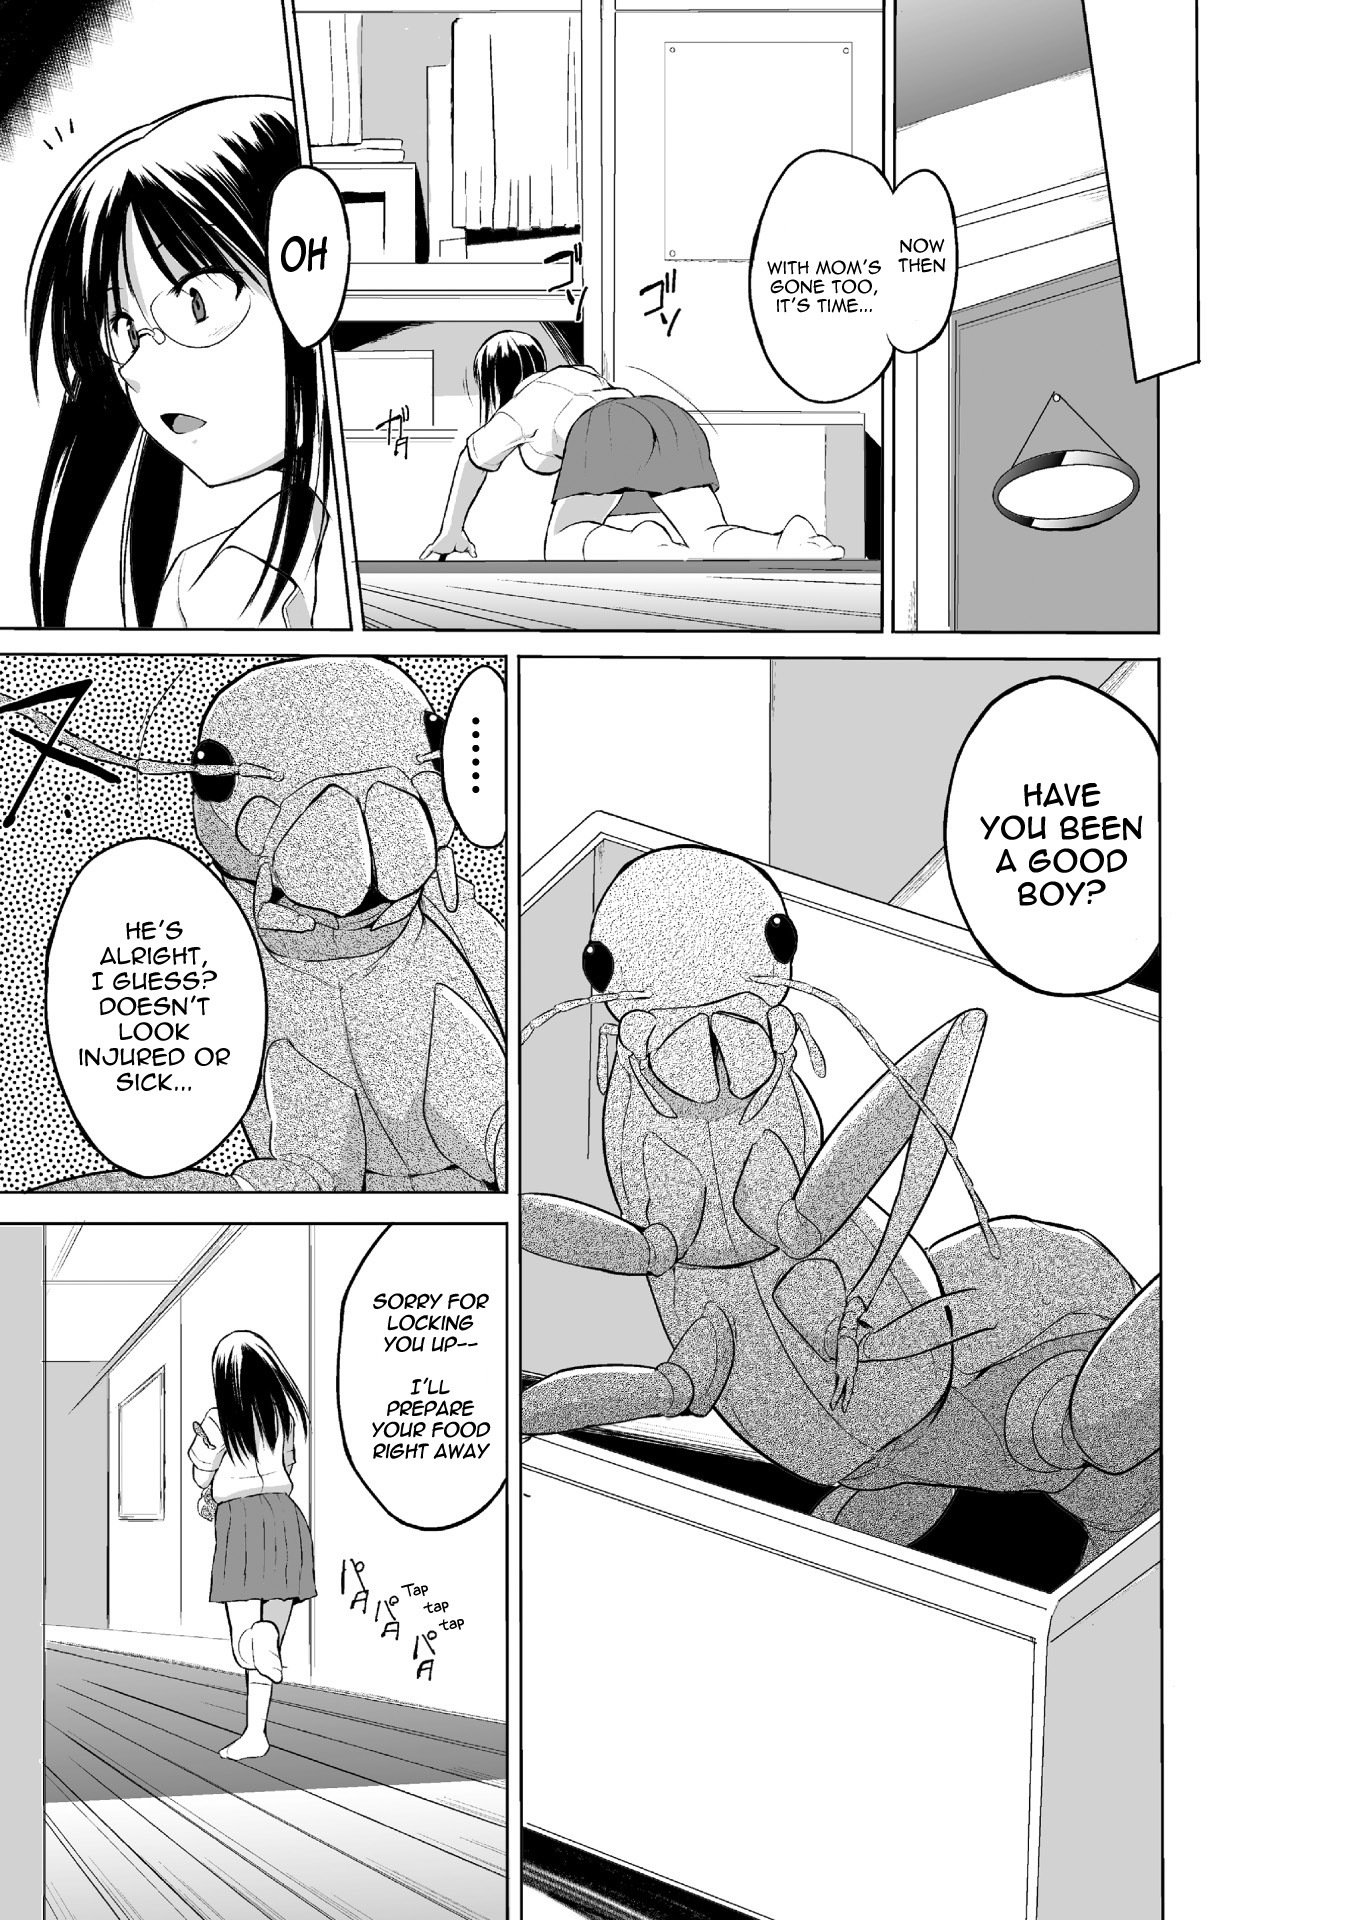 NOW
THEN
WITH MOM'S
GONE TOO,
IT'S TIME...
ゴソ
ゴソ
ガタ
OH
HAVE
YOU BEEN
A GOOD
BOY?
......
ヌ...
HE'S
ALRIGHT,
I GUESS?
DOESN'T
LOOK
INJURED OR
SICK...
SORRY FOR
LOCKING
YOU UP--
I'LL
PREPARE
YOUR FOOD
RIGHT AWAY
パタ
パタ
パタ
Tap
tap
tap